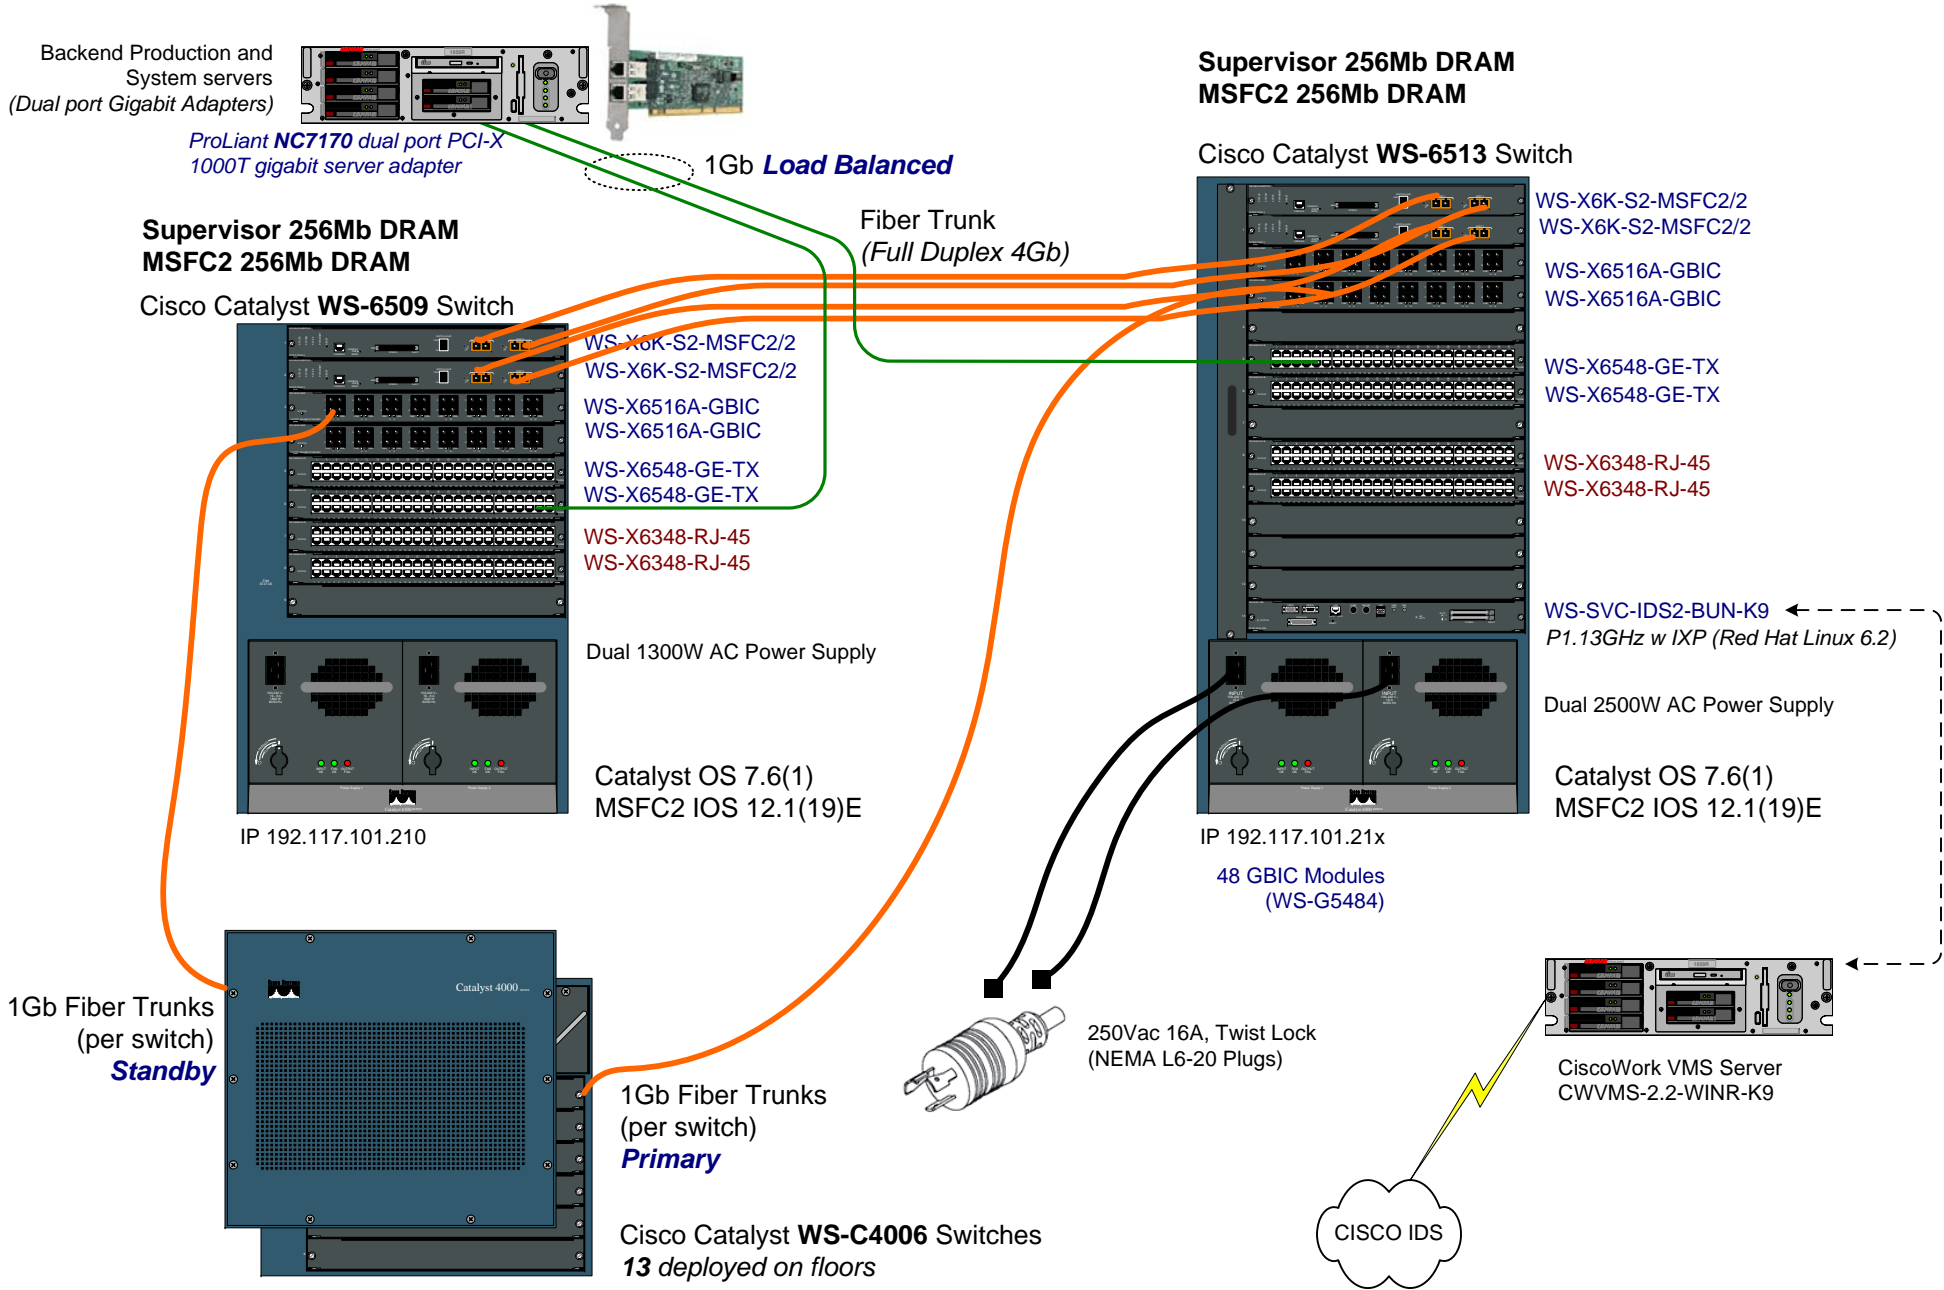 Backend Production and
System servers
(Dual port Gigabit Adapters)
ProLiant NC7170 dual port PCI-X
1000T gigabit server adapter
1Gb Load Balanced
Supervisor 256Mb DRAM
MSFC2 256Mb DRAM
Cisco Catalyst WS-6513 Switch
WS-X6K-S2-MSFC2/2
WS-X6K-S2-MSFC2/2
WS-X6516A-GBIC
WS-X6516A-GBIC
WS-X6548-GE-TX
WS-X6548-GE-TX
WS-X6348-RJ-45
WS-X6348-RJ-45
WS-SVC-IDS2-BUN-K9
P1.13GHz w IXP (Red Hat Linux 6.2)
Dual 2500W AC Power Supply
Catalyst OS 7.6(1)
MSFC2 IOS 12.1(19)E
IP 192.117.101.21x
48 GBIC Modules
(WS-G5484)
Fiber Trunk
(Full Duplex 4Gb)
Supervisor 256Mb DRAM
MSFC2 256Mb DRAM
Cisco Catalyst WS-6509 Switch
WS-X6K-S2-MSFC2/2
WS-X6K-S2-MSFC2/2
WS-X6516A-GBIC
WS-X6516A-GBIC
WS-X6548-GE-TX
WS-X6548-GE-TX
WS-X6348-RJ-45
WS-X6348-RJ-45
Dual 1300W AC Power Supply
Catalyst OS 7.6(1)
MSFC2 IOS 12.1(19)E
IP 192.117.101.210
Catalyst 4000
1Gb Fiber Trunks
(per switch)
Standby
1Gb Fiber Trunks
(per switch)
Primary
Cisco Catalyst WS-C4006 Switches
13 deployed on floors
250Vac 16A, Twist Lock
(NEMA L6-20 Plugs)
CiscoWork VMS Server
CWVMS-2.2-WINR-K9
CISCO IDS